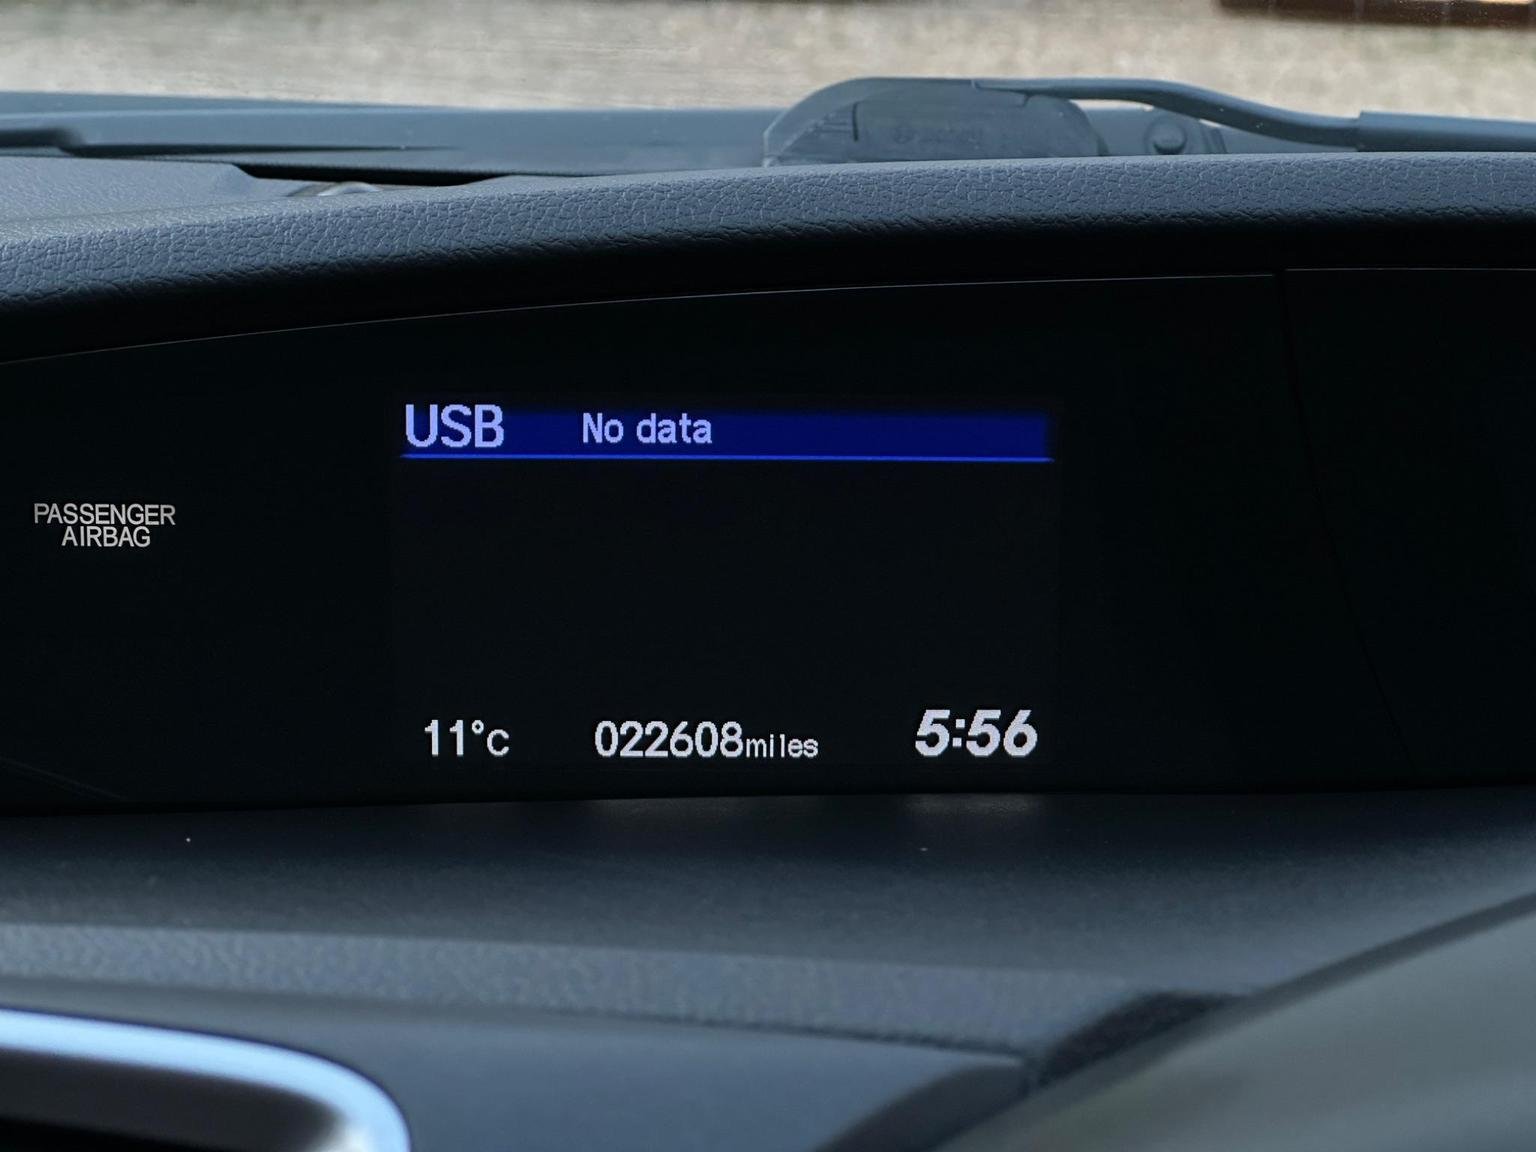 USB No data
PASSENGER
AIRBAG
11°C 022608miles 5:56